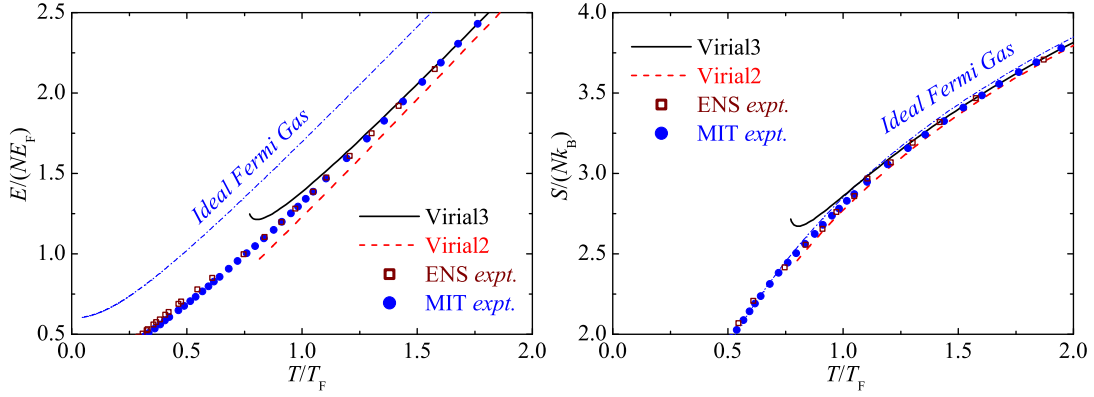 2.5
2.0
1.5
1.0
0.5
E/(NE_F)
Ideal Fermi Gas
Virial3
Virial2
ENS expt.
MIT expt.
0.0 0.5 1.0 1.5 2.0
T/T_F
4.0
3.5
3.0
2.5
2.0
S/(Nk_B)
Virial3
Virial2
ENS expt.
MIT expt.
Ideal Fermi Gas
0.0 0.5 1.0 1.5 2.0
T/T_F